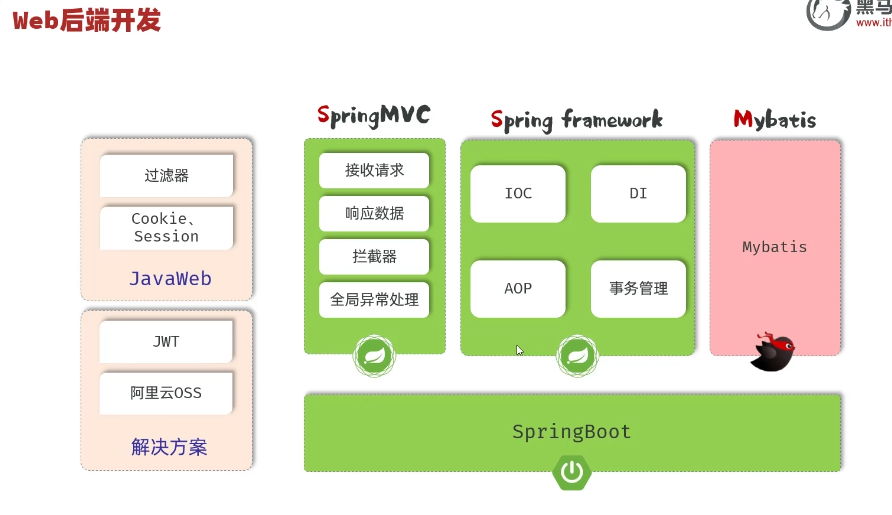 Web后端开发
黑马
www.ith
SpringMVC
Spring framework
Mybatis
过滤器
Cookie、
Session
JavaWeb
JWT
阿里云OSS
解决方案
接收请求
响应数据
拦截器
全局异常处理
IOC
DI
AOP
事务管理
Mybatis
SpringBoot